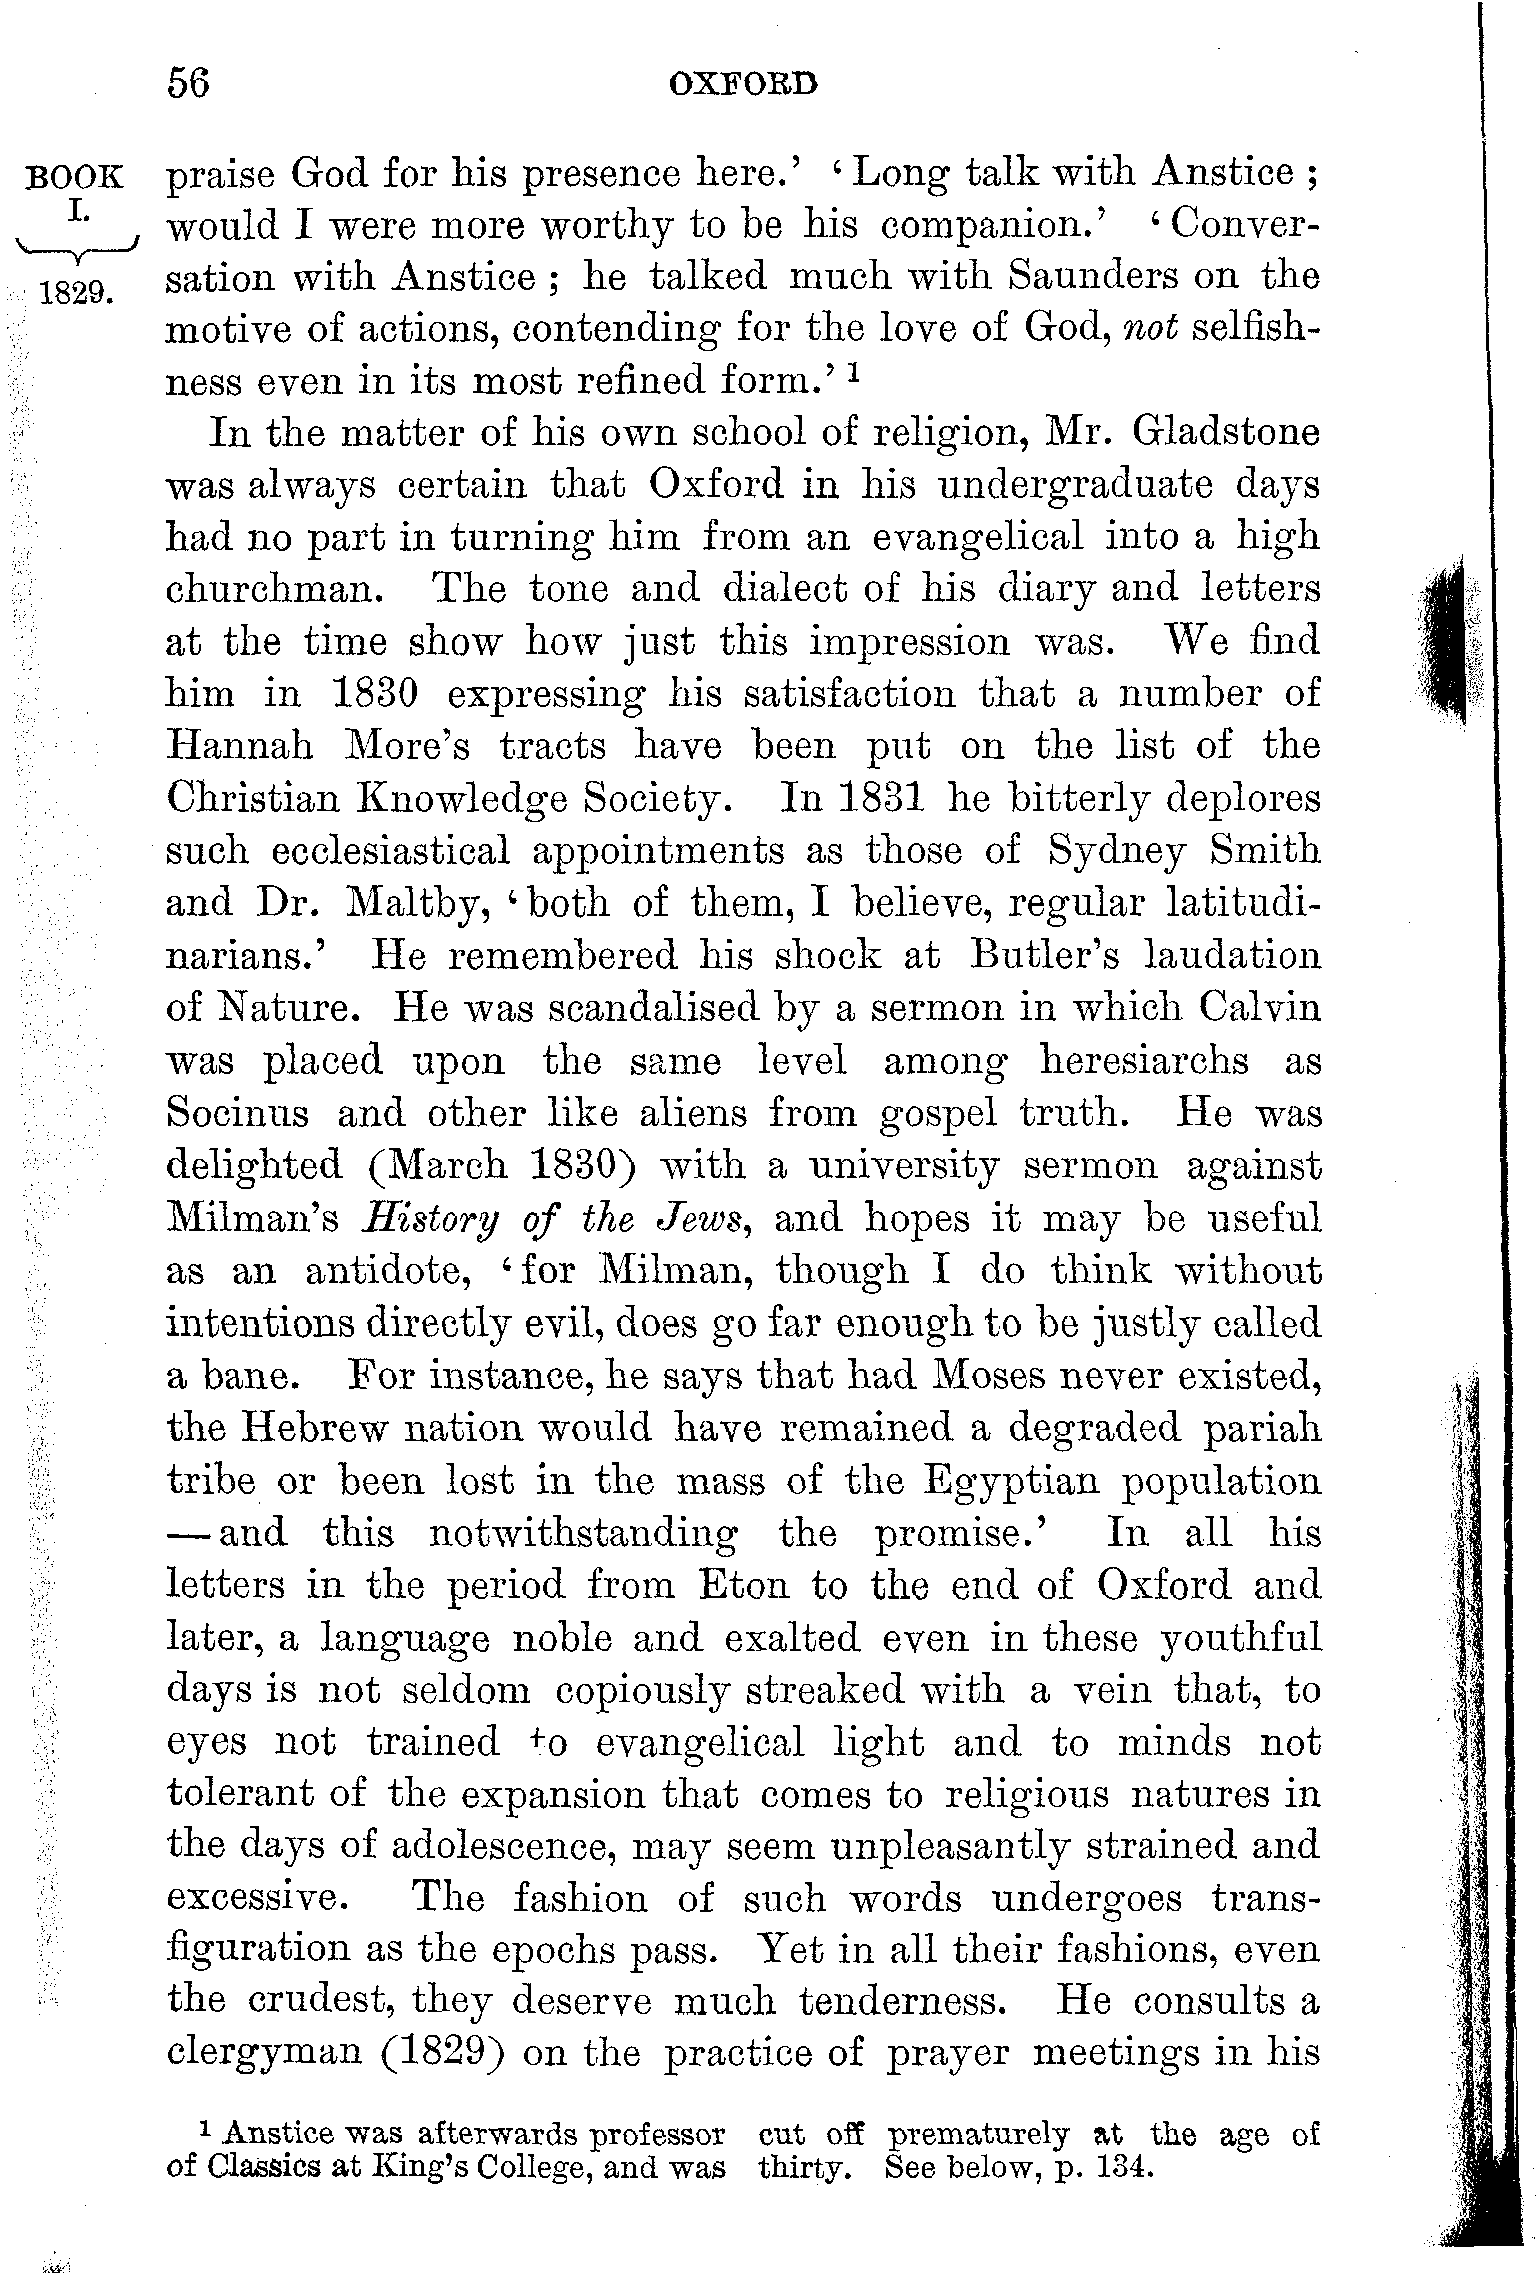 56 OXFORD
BOOK
I.
1829.
praise God for his presence here.’ ‘Long talk with Anstice;
would I were more worthy to be his companion.’ ‘Conver-
sation with Anstice; he talked much with Saunders on the
motive of actions, contending for the love of God, not selfish-
ness even in its most refined form.’ 1
In the matter of his own school of religion, Mr. Gladstone
was always certain that Oxford in his undergraduate days
had no part in turning him from an evangelical into a high
churchman. The tone and dialect of his diary and letters
at the time show how just this impression was. We find
him in 1830 expressing his satisfaction that a number of
Hannah More’s tracts have been put on the list of the
Christian Knowledge Society. In 1831 he bitterly deplores
such ecclesiastical appointments as those of Sydney Smith
and Dr. Maltby, ‘both of them, I believe, regular latitudi-
narians.’ He remembered his shock at Butler’s laudation
of Nature. He was scandalised by a sermon in which Calvin
was placed upon the same level among heresiarchs as
Socinus and other like aliens from gospel truth. He was
delighted (March 1830) with a university sermon against
Milman’s History of the Jews, and hopes it may be useful
as an antidote, ‘for Milman, though I do think without
intentions directly evil, does go far enough to be justly called
a bane. For instance, he says that had Moses never existed,
the Hebrew nation would have remained a degraded pariah
tribe or been lost in the mass of the Egyptian population
—and this notwithstanding the promise.’ In all his
letters in the period from Eton to the end of Oxford and
later, a language noble and exalted even in these youthful
days is not seldom copiously streaked with a vein that, to
eyes not trained to evangelical light and to minds not
tolerant of the expansion that comes to religious natures in
the days of adolescence, may seem unpleasantly strained and
excessive. The fashion of such words undergoes trans-
figuration as the epochs pass. Yet in all their fashions, even
the crudest, they deserve much tenderness. He consults a
clergyman (1829) on the practice of prayer meetings in his
1 Anstice was afterwards professor
of Classics at King’s College, and was
cut off prematurely at the age of
thirty. See below, p. 134.